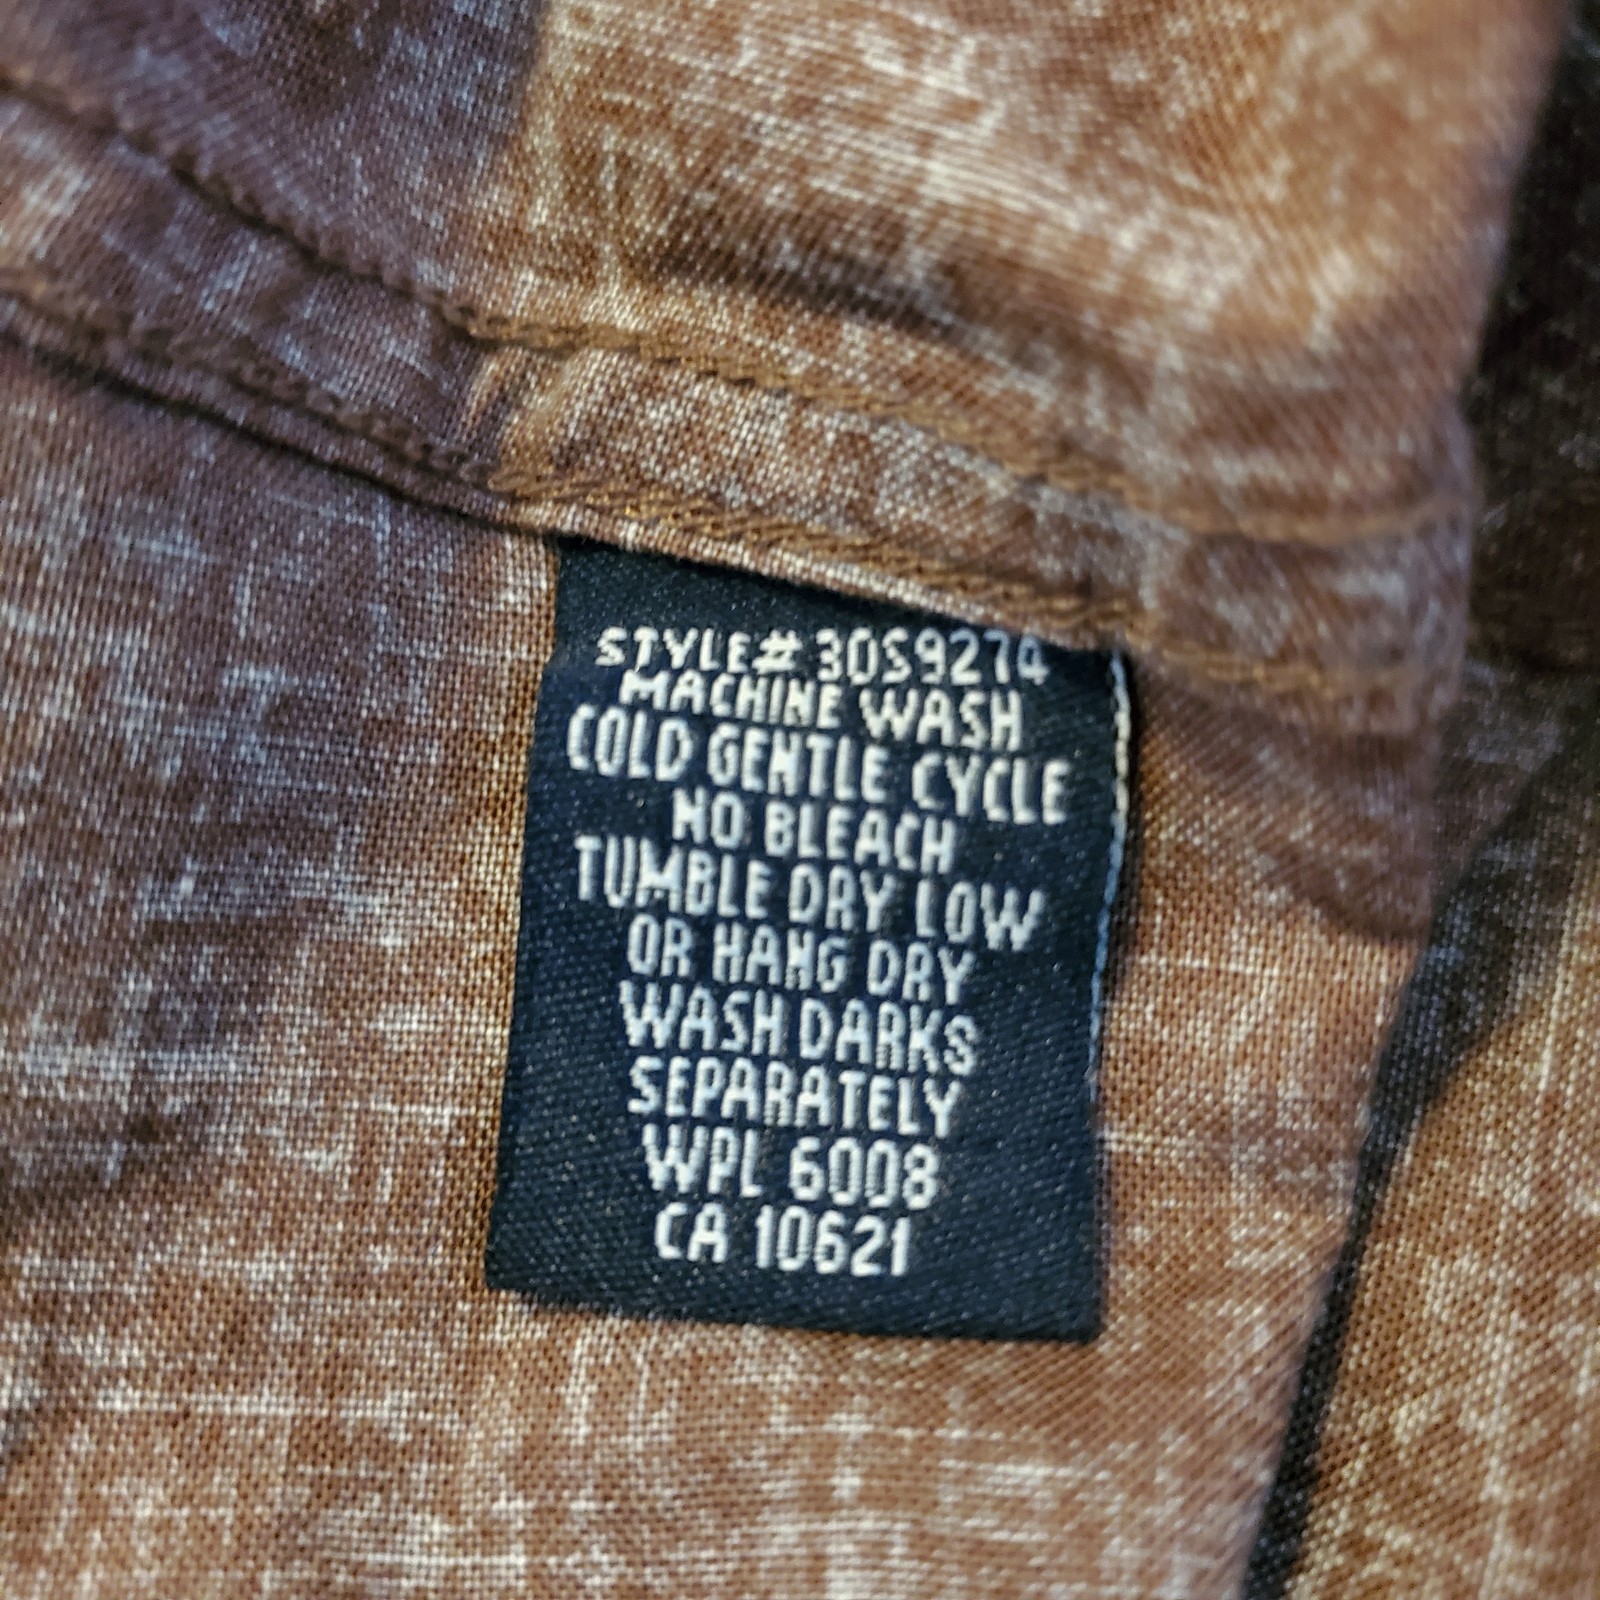 STYLE# 30S9274
MACHINE WASH
COLD GENTLE CYCLE
NO BLEACH
TUMBLE DRY LOW
OR HANG DRY
WASH DARKS
SEPARATELY
WPL 6008
CA 10621